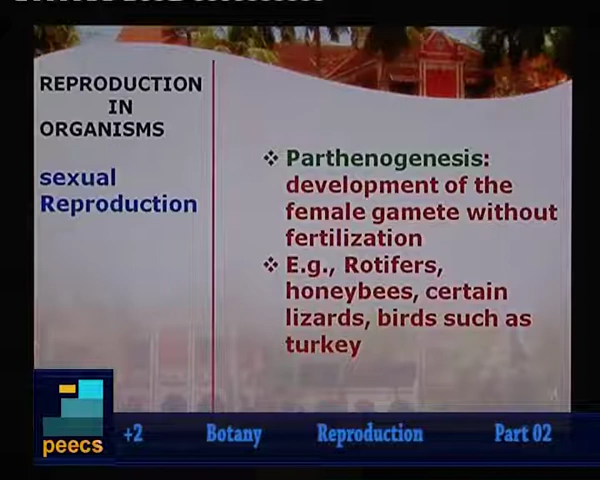 REPRODUCTION
IN
ORGANISMS
sexual
Reproduction
❖ Parthenogenesis:
development of the
female gamete without
fertilization
❖ E.g., Rotifers,
honeybees, certain
lizards, birds such as
turkey
peecs
+2 Botany Reproduction Part 02